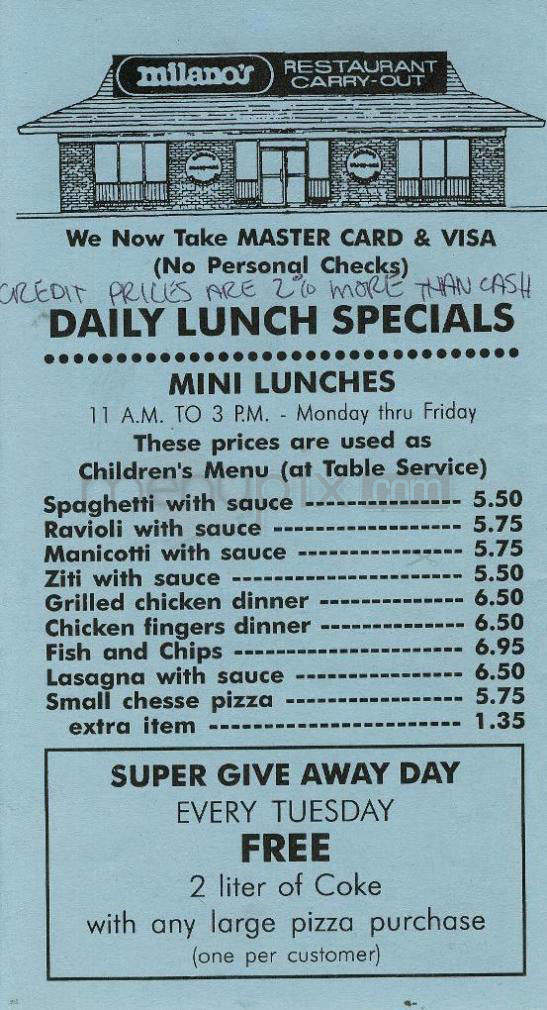 milano's RESTAURANT
CARRY-OUT
We Now Take MASTER CARD & VISA
(No Personal Checks)
CREDIT PRICES ARE 2% MORE THAN CASH
DAILY LUNCH SPECIALS
MINI LUNCHES
11 A.M. TO 3 P.M. - Monday thru Friday
These prices are used as
Children's Menu (at Table Service)
menupix.com
Spaghetti with sauce ---------------- 5.50
Ravioli with sauce ------------------- 5.75
Manicotti with sauce ---------------- 5.75
Ziti with sauce ----------------------- 5.50
Grilled chicken dinner -------------- 6.50
Chicken fingers dinner -------------- 6.50
Fish and Chips ----------------------- 6.95
Lasagna with sauce ----------------- 6.50
Small chesse pizza ------------------ 5.75
extra item ------------------------- 1.35
SUPER GIVE AWAY DAY
EVERY TUESDAY
FREE
2 liter of Coke
with any large pizza purchase
(one per customer)